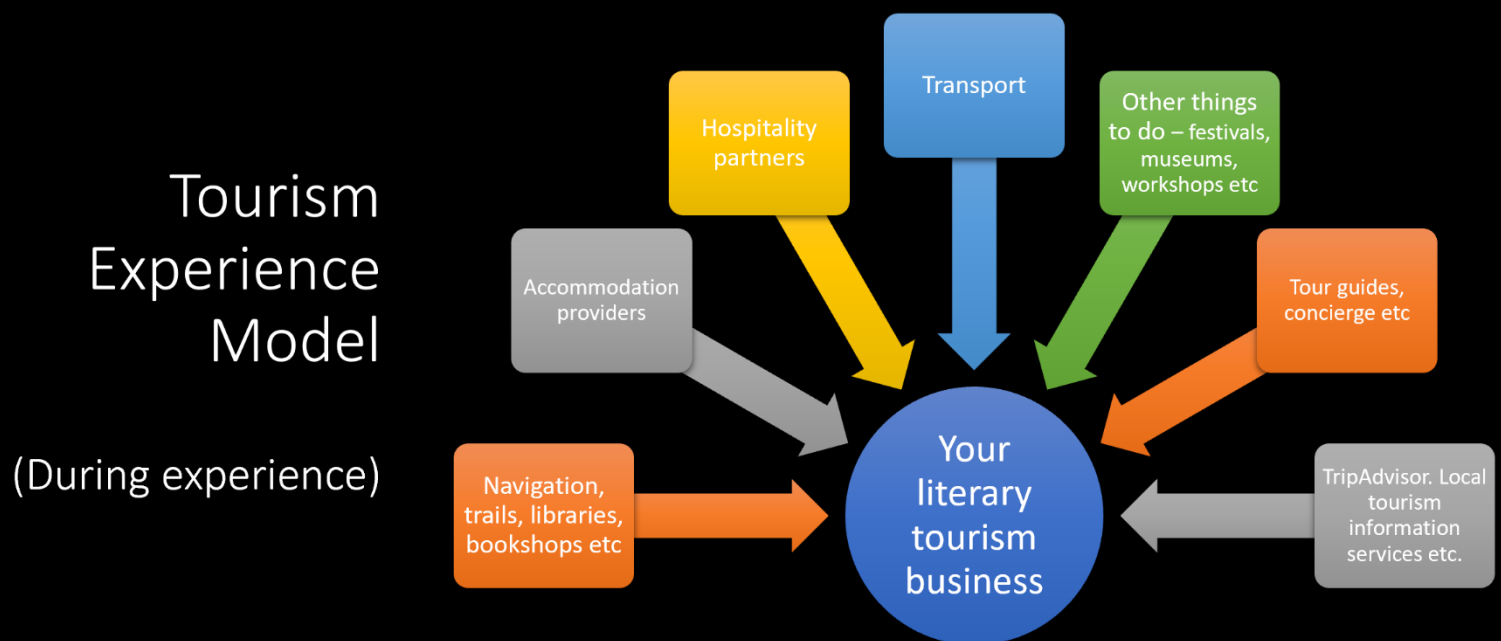 Tourism
Experience
Model
(During experience)
Navigation,
trails, libraries,
bookshops etc
Accommodation
providers
Hospitality
partners
Transport
Other things
to do – festivals,
museums,
workshops etc
Tour guides,
concierge etc
TripAdvisor. Local
tourism
information
services etc.
Your
literary
tourism
business